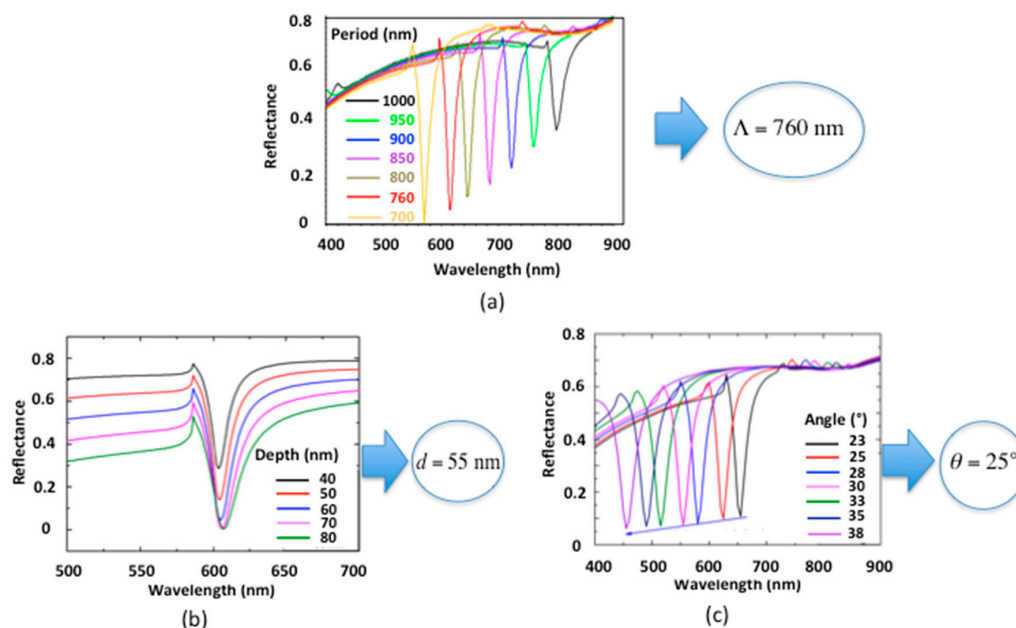 0.8
Period (nm)
0.6
1000
0.4
950
900
850
0.2
800
760
0
700
Reflectance
400 500 600 700 800 900
Wavelength (nm)
(a)
Λ = 760 nm
0.8
0.6
0.4
0.2
0
Reflectance
Depth (nm)
40
50
60
70
80
500 550 600 650 700
Wavelength (nm)
(b)
d = 55 nm
0.8
0.6
0.4
0.2
0
Reflectance
Angle (°)
23
25
28
30
33
35
38
400 500 600 700 800 900
Wavelength (nm)
(c)
θ = 25°